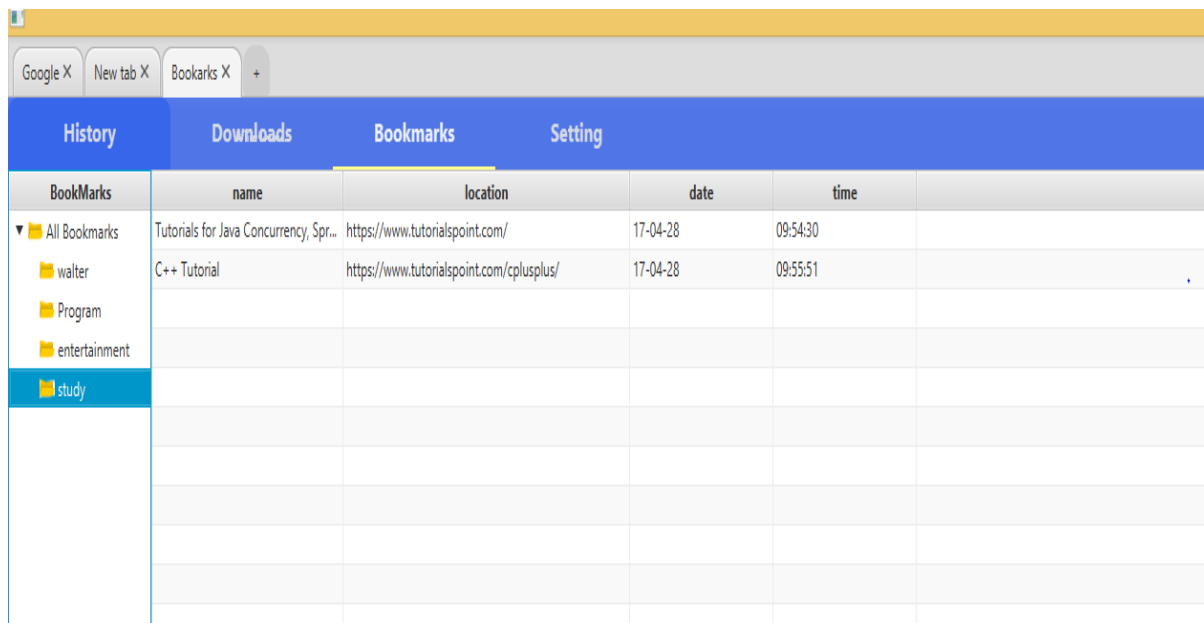 Google X New tab X Bookarks X +
History Downloads Bookmarks Setting
BookMarks name location date time
All Bookmarks Tutorials for Java Concurrency, Spr... https://www.tutorialspoint.com/ 17-04-28 09:54:30
walter C++ Tutorial https://www.tutorialspoint.com/cplusplus/ 17-04-28 09:55:51
Program
entertainment
study